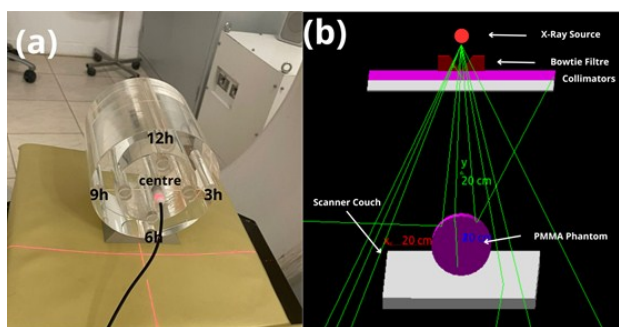 (a)
12h
centre
9h
3h
6h
(b)
X-Ray Source
Bowtie Filtre
Collimators
y
20 cm
Scanner Couch
20 cm
PMMA Phantom